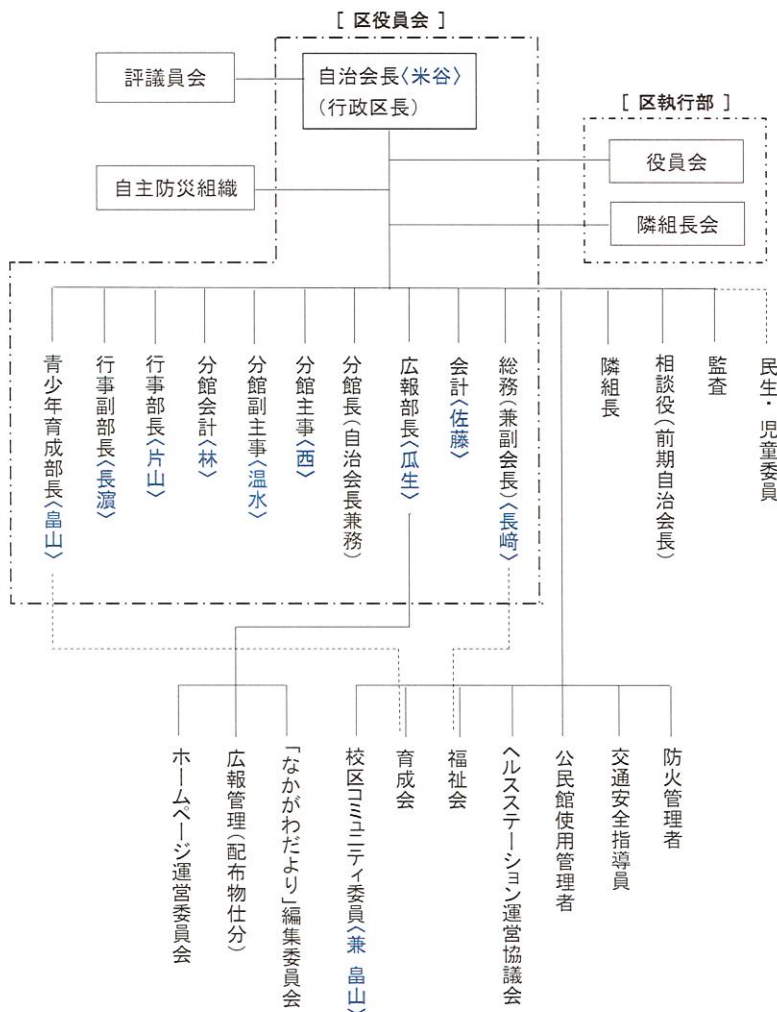 [ 区役員会 ]
評議員会
自治会長〈米谷〉
(行政区長)
[ 区執行部 ]
役員会
自主防災組織
隣組長会
青少年育成部長〈畠山〉
行事副部長〈長濵〉
行事部長〈片山〉
分館会計〈林〉
分館副主事〈温水〉
分館主事〈西〉
分館長(自治会長兼務)
広報部長〈瓜生〉
会計〈佐藤〉
総務(兼副会長)〈長﨑〉
隣組長
相談役(前期自治会長)
監査
民生・児童委員
ホームページ運営委員会
広報管理(配布物仕分)
「なかがわだより」編集委員会
校区コミュニティ委員〈兼 畠山〉
育成会
福祉会
ヘルスステーション運営協議会
公民館使用管理者
交通安全指導員
防火管理者